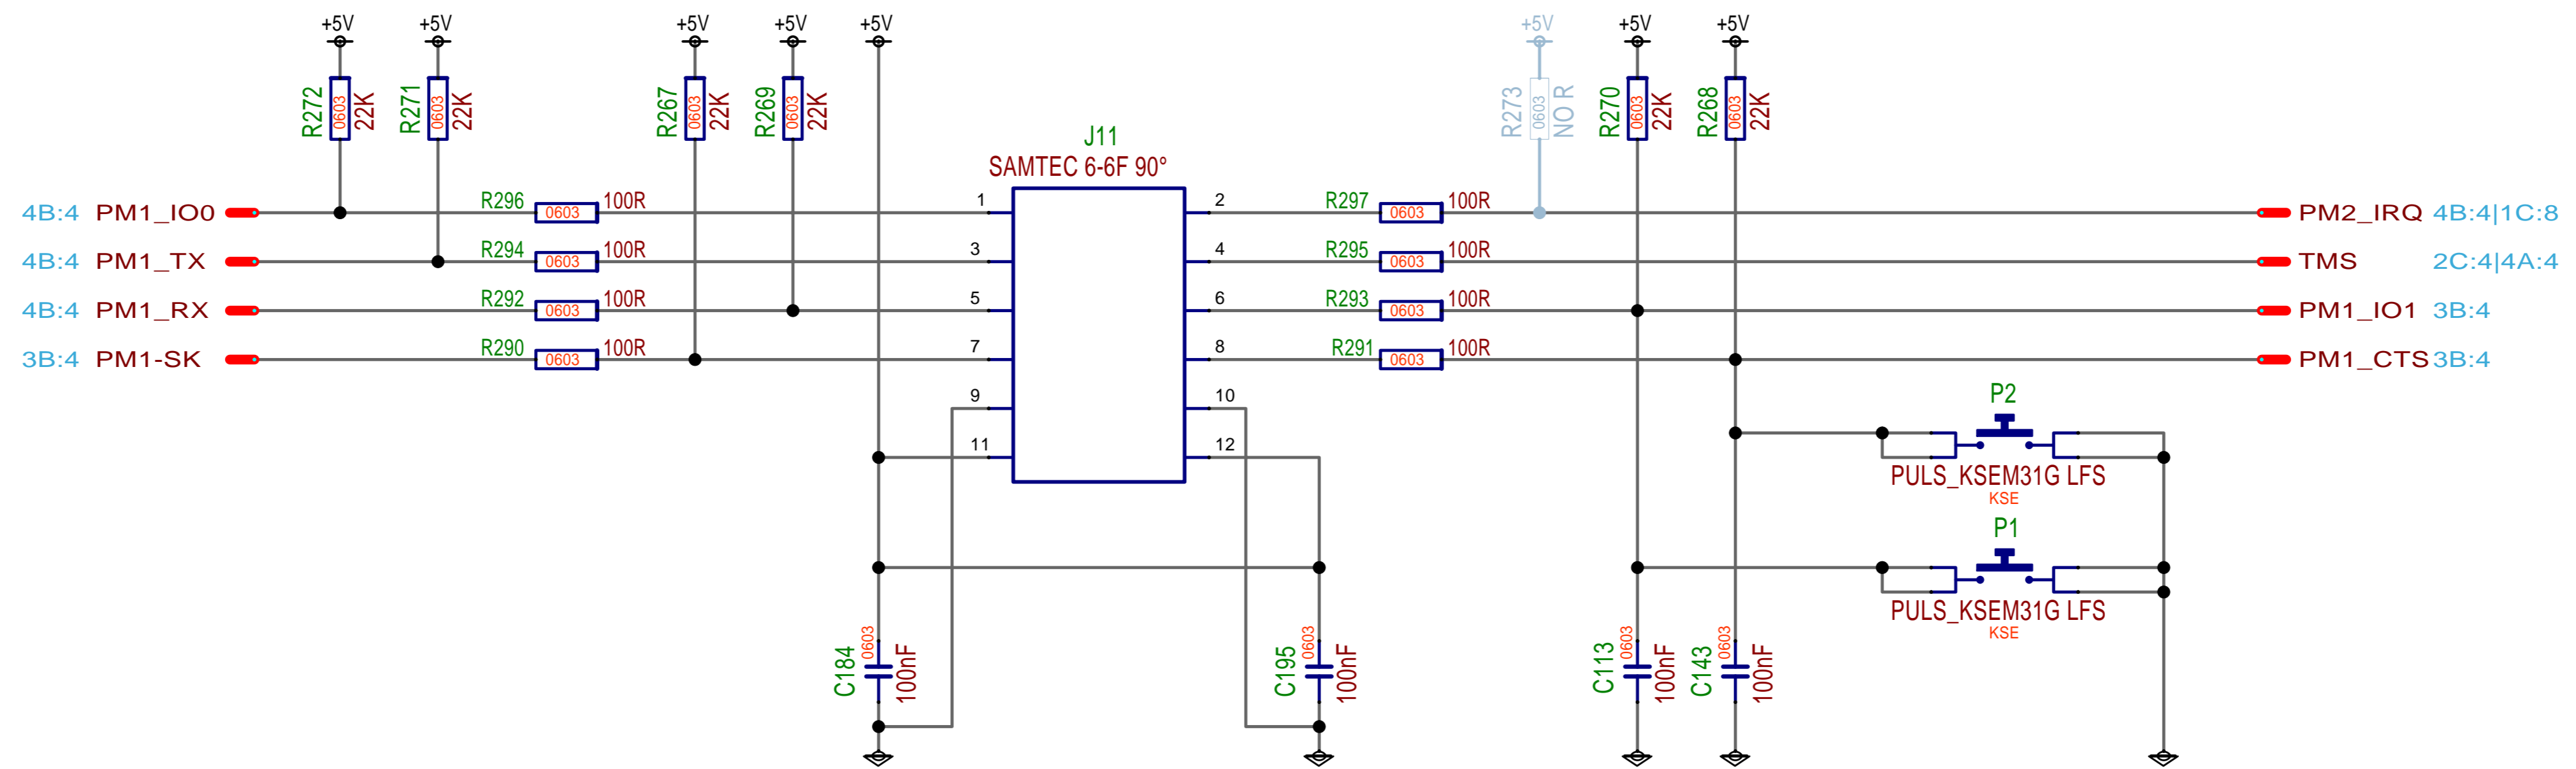 +5V +5V +5V +5V +5V +5V +5V +5V
R272 0603 22K R271 0603 22K R267 0603 22K R269 0603 22K R273 0603 NO R R270 0603 22K R268 0603 22K
J11
SAMTEC 6-6F 90°
4B:4 PM1_IO0 R296 0603 100R 1 2 R297 0603 100R PM2_IRQ 4B:4|1C:8
4B:4 PM1_TX R294 0603 100R 3 4 R295 0603 100R TMS 2C:4|4A:4
4B:4 PM1_RX R292 0603 100R 5 6 R293 0603 100R PM1_IO1 3B:4
3B:4 PM1-SK R290 0603 100R 7 8 R291 0603 100R PM1_CTS 3B:4
9 10
P2
11 12
PULS_KSEM31G LFS
KSE
P1
PULS_KSEM31G LFS
KSE
C184 0603 100nF C195 0603 100nF C113 0603 100nF C143 0603 100nF